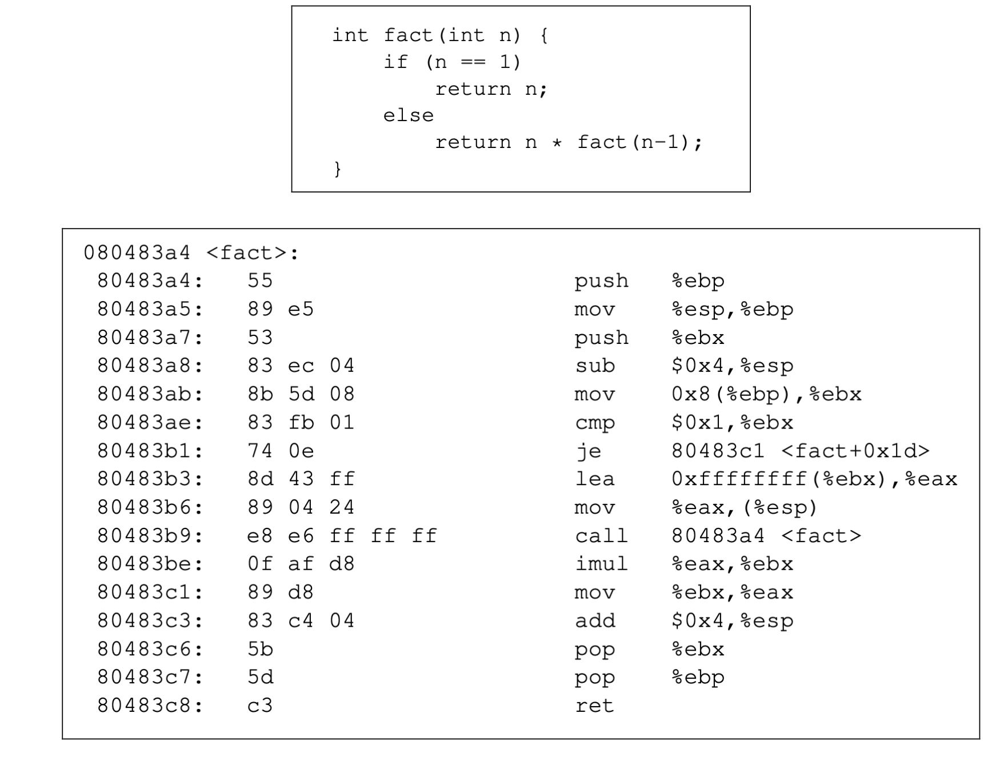 int fact(int n) {
    if (n == 1)
        return n;
    else
        return n * fact(n-1);
}
080483a4 <fact>:
 80483a4:   55                      push   %ebp
 80483a5:   89 e5                   mov    %esp,%ebp
 80483a7:   53                      push   %ebx
 80483a8:   83 ec 04                sub    $0x4,%esp
 80483ab:   8b 5d 08                mov    0x8(%ebp),%ebx
 80483ae:   83 fb 01                cmp    $0x1,%ebx
 80483b1:   74 0e                   je     80483c1 <fact+0x1d>
 80483b3:   8d 43 ff                lea    0xffffffff(%ebx),%eax
 80483b6:   89 04 24                mov    %eax,(%esp)
 80483b9:   e8 e6 ff ff ff          call   80483a4 <fact>
 80483be:   0f af d8                imul   %eax,%ebx
 80483c1:   89 d8                   mov    %ebx,%eax
 80483c3:   83 c4 04                add    $0x4,%esp
 80483c6:   5b                      pop    %ebx
 80483c7:   5d                      pop    %ebp
 80483c8:   c3                      ret